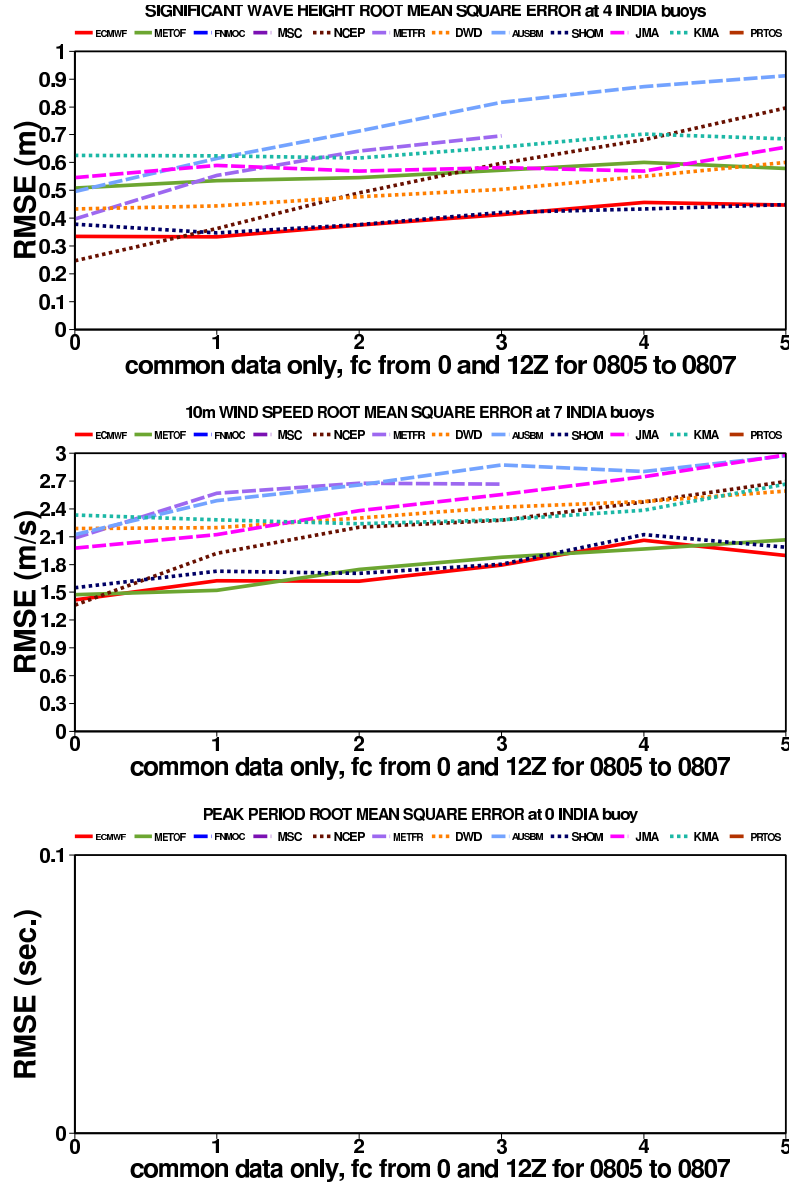 SIGNIFICANT WAVE HEIGHT ROOT MEAN SQUARE ERROR at 4 INDIA buoys
ECMWF METOF FNMOC MSC NCEP METFR DWD AUSBM SHOM JMA KMA PRTOS
1
0.9
0.8
0.7
0.6
0.5
0.4
0.3
0.2
0.1
0
RMSE (m)
0 1 2 3 4 5
common data only, fc from 0 and 12Z for 0805 to 0807
10m WIND SPEED ROOT MEAN SQUARE ERROR at 7 INDIA buoys
ECMWF METOF FNMOC MSC NCEP METFR DWD AUSBM SHOM JMA KMA PRTOS
3
2.7
2.4
2.1
1.8
1.5
1.2
0.9
0.6
0.3
0
RMSE (m/s)
0 1 2 3 4 5
common data only, fc from 0 and 12Z for 0805 to 0807
PEAK PERIOD ROOT MEAN SQUARE ERROR at 0 INDIA buoy
ECMWF METOF FNMOC MSC NCEP METFR DWD AUSBM SHOM JMA KMA PRTOS
0.1
0
RMSE (sec.)
0 1 2 3 4 5
common data only, fc from 0 and 12Z for 0805 to 0807